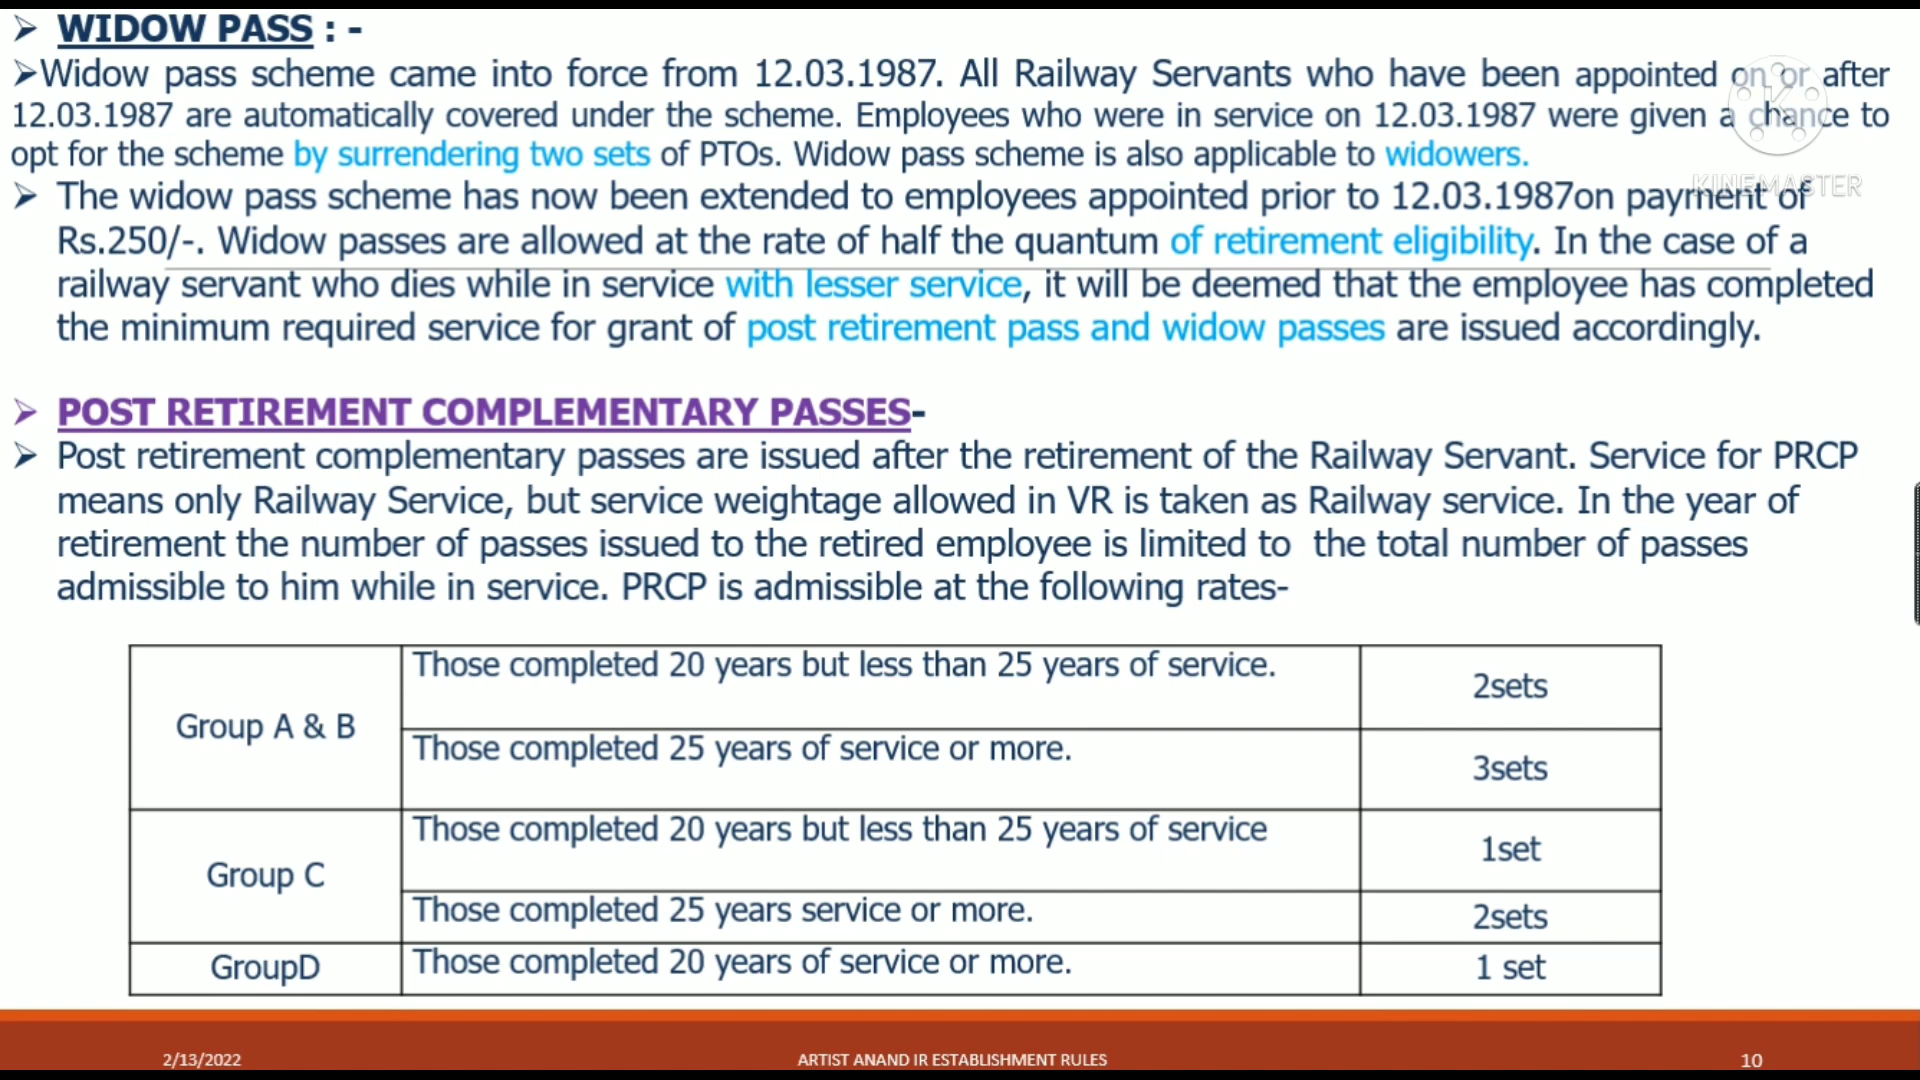 ➢ WIDOW PASS : -
➢Widow pass scheme came into force from 12.03.1987. All Railway Servants who have been appointed on or after
12.03.1987 are automatically covered under the scheme. Employees who were in service on 12.03.1987 were given a chance to
opt for the scheme by surrendering two sets of PTOs. Widow pass scheme is also applicable to widowers.
KINEMASTER
➢ The widow pass scheme has now been extended to employees appointed prior to 12.03.1987on payment of
Rs.250/-. Widow passes are allowed at the rate of half the quantum of retirement eligibility. In the case of a
railway servant who dies while in service with lesser service, it will be deemed that the employee has completed
the minimum required service for grant of post retirement pass and widow passes are issued accordingly.
➢ POST RETIREMENT COMPLEMENTARY PASSES-
➢ Post retirement complementary passes are issued after the retirement of the Railway Servant. Service for PRCP
means only Railway Service, but service weightage allowed in VR is taken as Railway service. In the year of
retirement the number of passes issued to the retired employee is limited to  the total number of passes
admissible to him while in service. PRCP is admissible at the following rates-
Group A & B
Those completed 20 years but less than 25 years of service.
2sets
Those completed 25 years of service or more.
3sets
Group C
Those completed 20 years but less than 25 years of service
1set
Those completed 25 years service or more.
2sets
GroupD
Those completed 20 years of service or more.
1 set
2/13/2022
ARTIST ANAND IR ESTABLISHMENT RULES
10